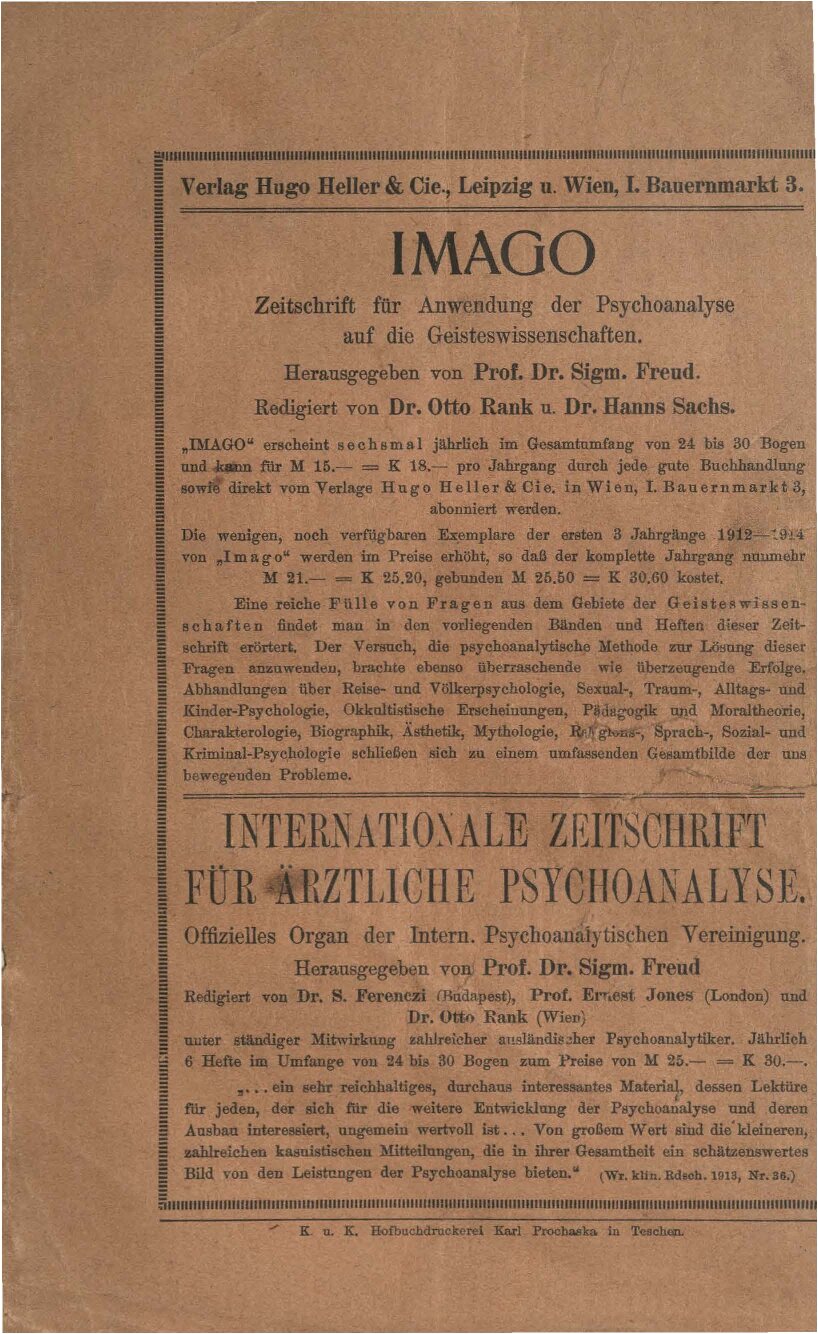 Verlag Hugo Heller & Cie., Leipzig u. Wien, I. Bauernmarkt 3.
IMAGO
Zeitschrift für Anwendung der Psychoanalyse
auf die Geisteswissenschaften.
Herausgegeben von Prof. Dr. Sigm. Freud.
Redigiert von Dr. Otto Rank u. Dr. Hanns Sachs.
„IMAGO“ erscheint sechsmal jährlich im Gesamtumfang von 24 bis 30 Bogen
und kann für M 15.— = K 18.— pro Jahrgang durch jede gute Buchhandlung
sowie direkt vom Verlage Hugo Heller & Cie. in Wien, I. Bauernmarkt 3,
abonniert werden.
Die wenigen, noch verfügbaren Exemplare der ersten 3 Jahrgänge 1912—1914
von „Imago“ werden im Preise erhöht, so daß der komplette Jahrgang nunmehr
M 21.— = K 25.20, gebunden M 25.50 = K 30.60 kostet.
Eine reiche Fülle von Fragen aus dem Gebiete der Geisteswissen-
schaften findet man in den vorliegenden Bänden und Heften dieser Zeit-
schrift erörtert. Der Versuch, die psychoanalytische Methode zur Lösung dieser
Fragen anzuwenden, brachte ebenso überraschende wie überzeugende Erfolge.
Abhandlungen über Reise- und Völkerpsychologie, Sexual-, Traum-, Alltags- und
Kinder-Psychologie, Okkultistische Erscheinungen, Pädagogik und Moraltheorie,
Charakterologie, Biographik, Ästhetik, Mythologie, Religions-, Sprach-, Sozial- und
Kriminal-Psychologie schließen sich zu einem umfassenden Gesamtbilde der uns
bewegenden Probleme.
INTERNATIONALE ZEITSCHRIFT
FÜR ÄRZTLICHE PSYCHOANALYSE.
Offizielles Organ der Intern. Psychoanalytischen Vereinigung.
Herausgegeben von Prof. Dr. Sigm. Freud
Redigiert von Dr. S. Ferenczi (Budapest), Prof. Ernest Jones (London) und
Dr. Otto Rank (Wien)
unter ständiger Mitwirkung zahlreicher ausländischer Psychoanalytiker. Jährlich
6 Hefte im Umfange von 24 bis 30 Bogen zum Preise von M 25.— = K 30.—.
„... ein sehr reichhaltiges, durchaus interessantes Material, dessen Lektüre
für jeden, der sich für die weitere Entwicklung der Psychoanalyse und deren
Ausbau interessiert, ungemein wertvoll ist... Von großem Wert sind die kleineren,
zahlreichen kasuistischen Mitteilungen, die in ihrer Gesamtheit ein schätzenswertes
Bild von den Leistungen der Psychoanalyse bieten.“ (Wr. klin. Rdsch. 1913, Nr. 36.)
K. u. K. Hofbuchdruckerei Karl Prochaska in Teschen.